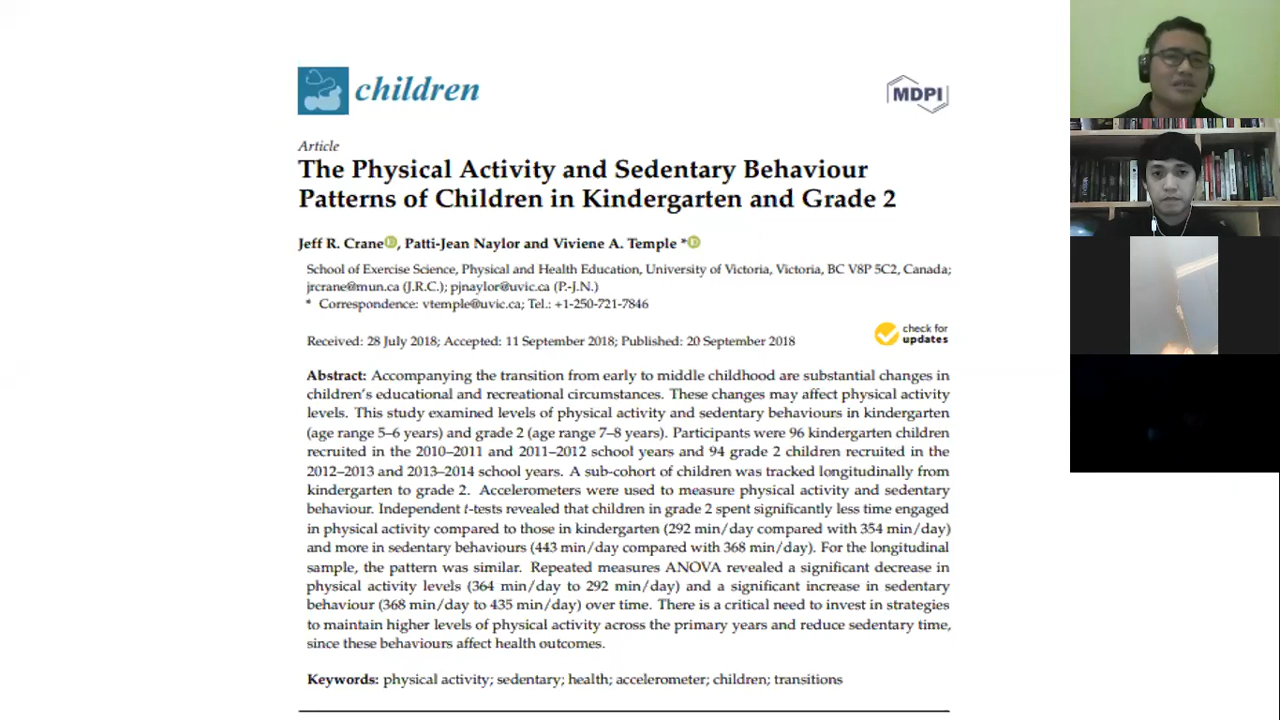 children
MDPI
Article
The Physical Activity and Sedentary Behaviour
Patterns of Children in Kindergarten and Grade 2
Jeff R. Crane, Patti-Jean Naylor and Viviene A. Temple *
School of Exercise Science, Physical and Health Education, University of Victoria, Victoria, BC V8P 5C2, Canada;
jrcrane@mun.ca (J.R.C.); pjnaylor@uvic.ca (P.-J.N.)
* Correspondence: vtemple@uvic.ca; Tel.: +1-250-721-7846
check for
updates
Received: 28 July 2018; Accepted: 11 September 2018; Published: 20 September 2018
Abstract: Accompanying the transition from early to middle childhood are substantial changes in
children's educational and recreational circumstances. These changes may affect physical activity
levels. This study examined levels of physical activity and sedentary behaviours in kindergarten
(age range 5–6 years) and grade 2 (age range 7–8 years). Participants were 96 kindergarten children
recruited in the 2010–2011 and 2011–2012 school years and 94 grade 2 children recruited in the
2012–2013 and 2013–2014 school years. A sub-cohort of children was tracked longitudinally from
kindergarten to grade 2. Accelerometers were used to measure physical activity and sedentary
behaviour. Independent t-tests revealed that children in grade 2 spent significantly less time engaged
in physical activity compared to those in kindergarten (292 min/day compared with 354 min/day)
and more in sedentary behaviours (443 min/day compared with 368 min/day). For the longitudinal
sample, the pattern was similar. Repeated measures ANOVA revealed a significant decrease in
physical activity levels (364 min/day to 292 min/day) and a significant increase in sedentary
behaviour (368 min/day to 435 min/day) over time. There is a critical need to invest in strategies
to maintain higher levels of physical activity across the primary years and reduce sedentary time,
since these behaviours affect health outcomes.
Keywords: physical activity; sedentary; health; accelerometer; children; transitions